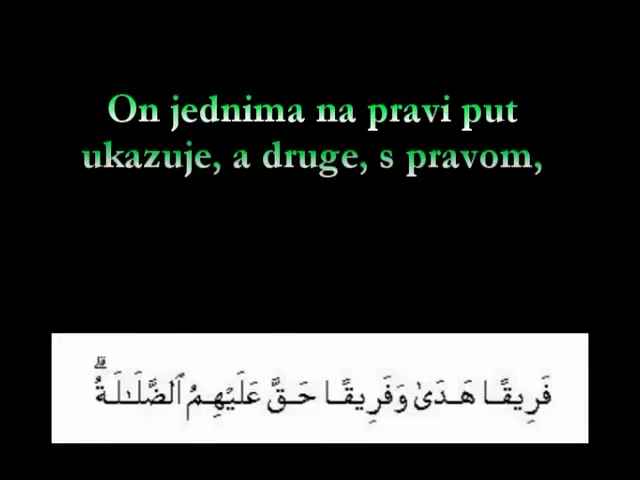 On jednima na pravi put
ukazuje, a druge, s pravom,
فَرِيقًا هَدَىٰ وَفَرِيقًا حَقَّ عَلَيْهِمُ ٱلضَّلَـٰلَةُ ۗ